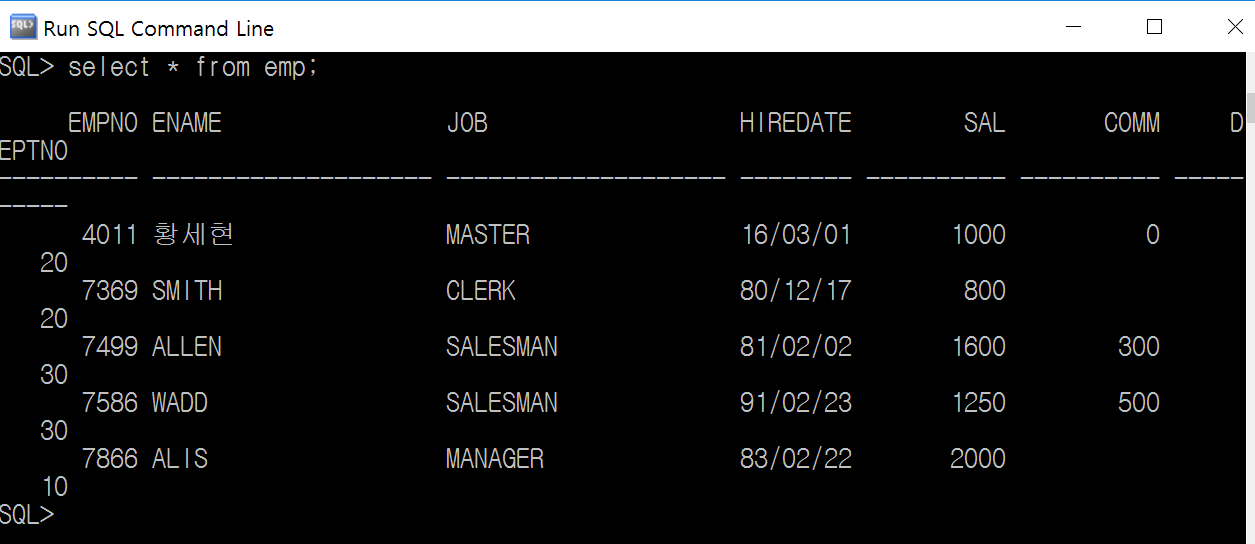 Run SQL Command Line
SQL> select * from emp;
EMPNO ENAME JOB HIREDATE SAL COMM D
EPTNO
---------- -------------------- -------------------- -------- ---------- ---------- -----
-----
4011 황세현 MASTER 16/03/01 1000 0
20
7369 SMITH CLERK 80/12/17 800
20
7499 ALLEN SALESMAN 81/02/02 1600 300
30
7586 WADD SALESMAN 91/02/23 1250 500
30
7866 ALIS MANAGER 83/02/22 2000
10
SQL>